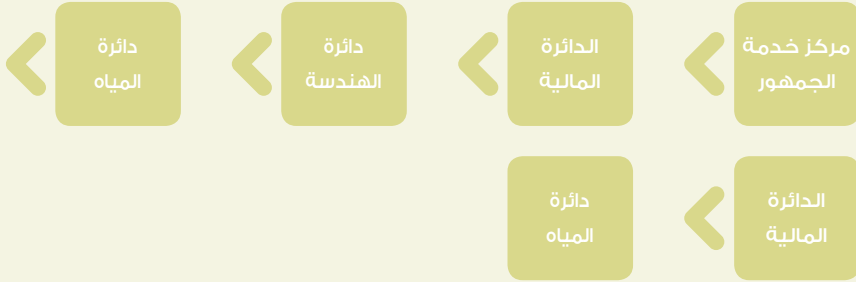 مركز خدمة
الجمهور
الدائرة
المالية
دائرة
الهندسة
دائرة
المياه
الدائرة
المالية
دائرة
المياه